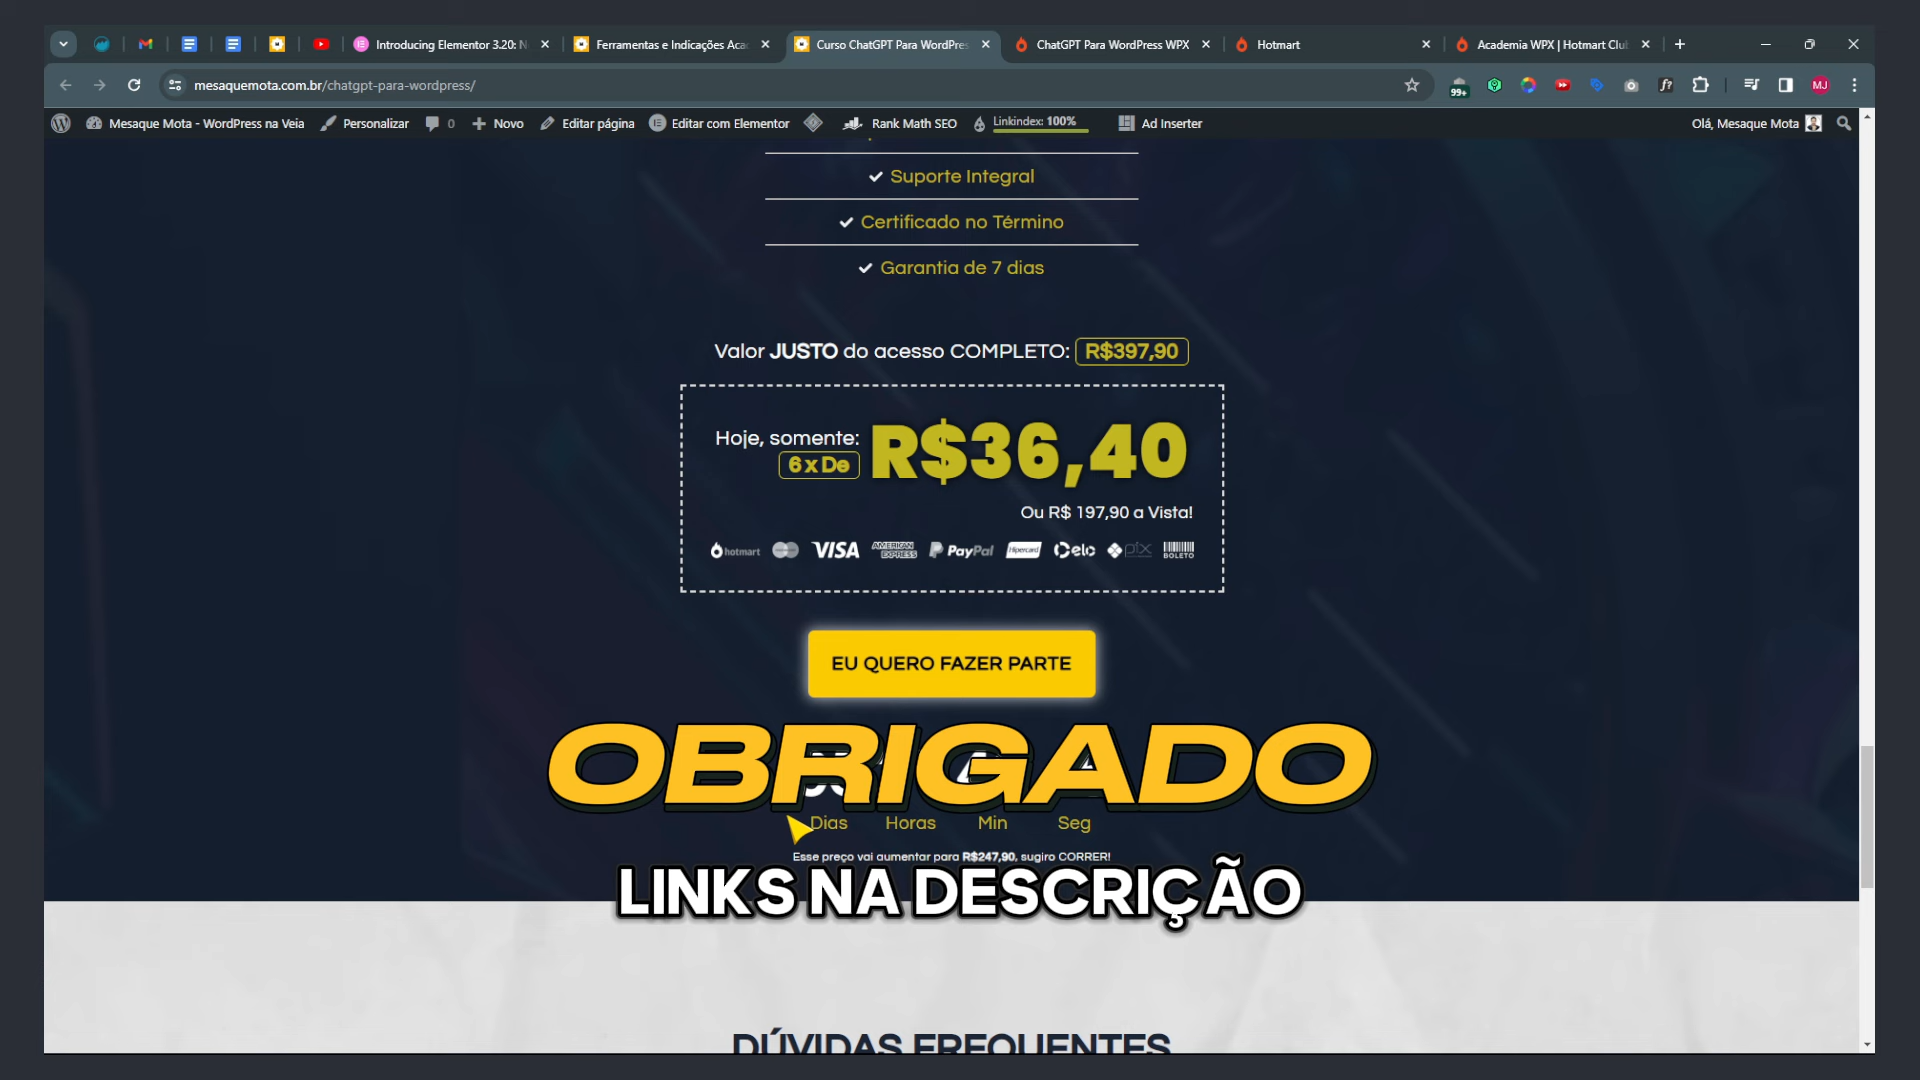 Introducing Elementor 3.20: N
Ferramentas e Indicações Aca
Curso ChatGPT Para WordPres
ChatGPT Para WordPress WPX
Hotmart
Academia WPX | Hotmart Clu
mesaquemota.com.br/chatgpt-para-wordpress/
99+
f?
MJ
Mesaque Mota - WordPress na Veia
Personalizar
0
Novo
Editar página
Editar com Elementor
Rank Math SEO
Linkindex: 100%
Ad Inserter
Olá, Mesaque Mota
Suporte Integral
Certificado no Término
Garantia de 7 dias
Valor JUSTO do acesso COMPLETO: R$397,90
Hoje, somente:
6 x De
R$36,40
Ou R$ 197,90 a Vista!
hotmart VISA AMERICAN EXPRESS PayPal Hipercard elo pix BOLETO
EU QUERO FAZER PARTE
OBRIGADO
Dias Horas Min Seg
Esse preço vai aumentar para R$247,90, sugiro CORRER!
LINKS NA DESCRIÇÃO
DÚVIDAS FREQUENTES